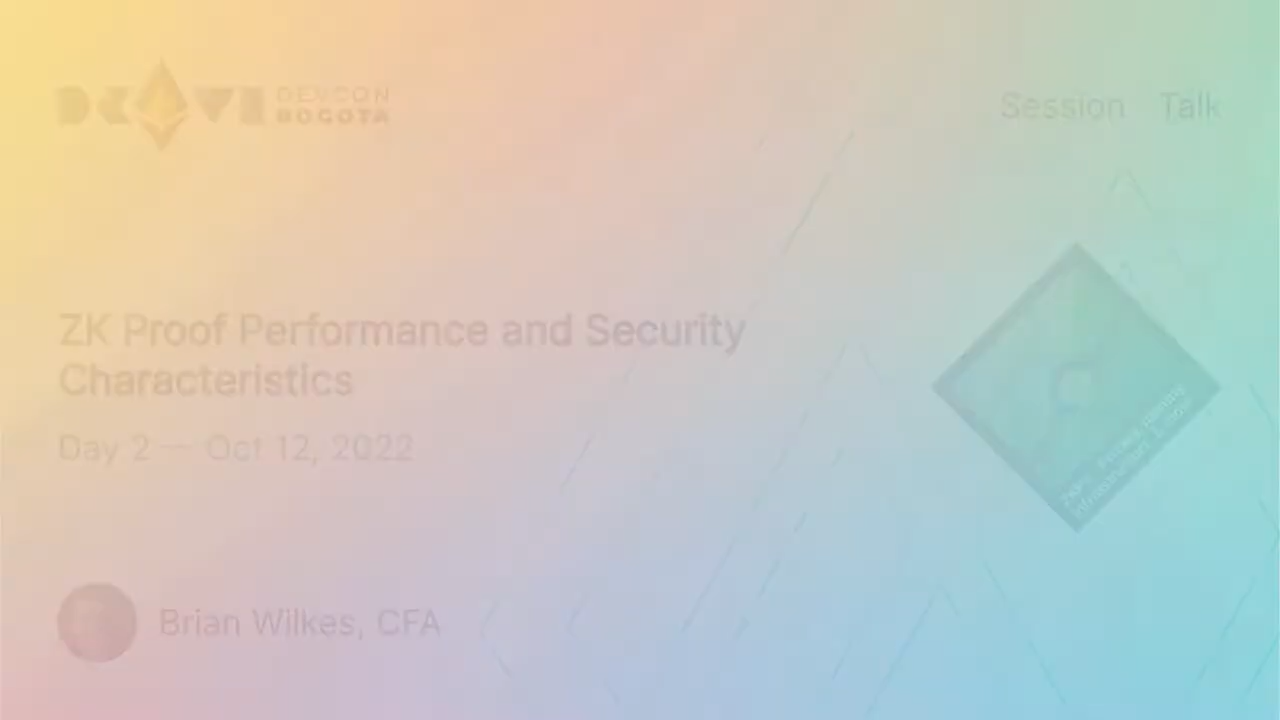 DEVCON
BOGOTA
Session Talk
ZK Proof Performance and Security
Characteristics
Day 2 — Oct 12, 2022
Brian Wilkes, CFA